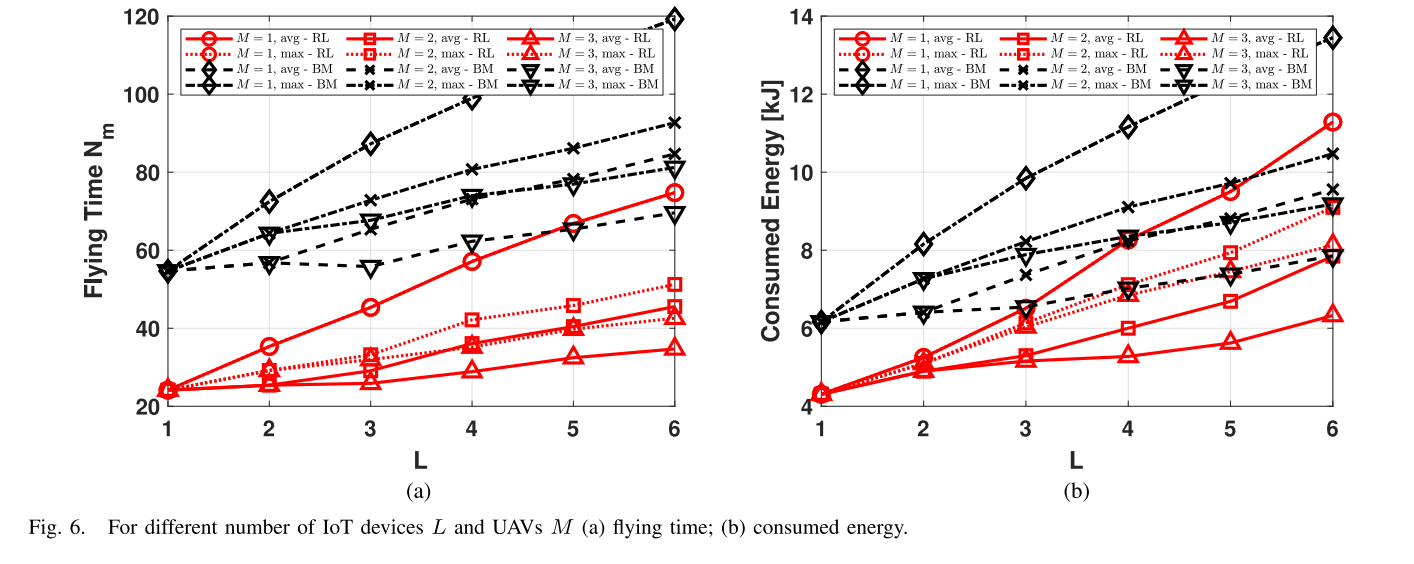 120
100
80
60
40
20
Flying Time N_m
M = 1, avg - RL
M = 2, avg - RL
M = 3, avg - RL
M = 1, max - RL
M = 2, max - RL
M = 3, max - RL
M = 1, avg - BM
M = 2, avg - BM
M = 3, avg - BM
M = 1, max - BM
M = 2, max - BM
M = 3, max - BM
1 2 3 4 5 6
L
(a)
14
12
10
8
6
4
Consumed Energy [kJ]
M = 1, avg - RL
M = 2, avg - RL
M = 3, avg - RL
M = 1, max - RL
M = 2, max - RL
M = 3, max - RL
M = 1, avg - BM
M = 2, avg - BM
M = 3, avg - BM
M = 1, max - BM
M = 2, max - BM
M = 3, max - BM
1 2 3 4 5 6
L
(b)
Fig. 6. For different number of IoT devices L and UAVs M (a) flying time; (b) consumed energy.